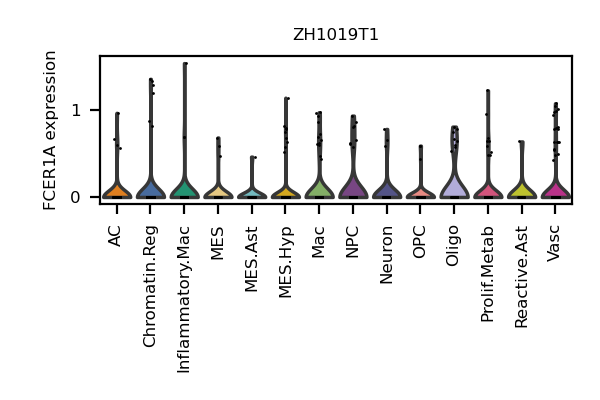 ZH1019T1
FCER1A expression
1
0
AC
Chromatin.Reg
Inflammatory.Mac
MES
MES.Ast
MES.Hyp
Mac
NPC
Neuron
OPC
Oligo
Prolif.Metab
Reactive.Ast
Vasc